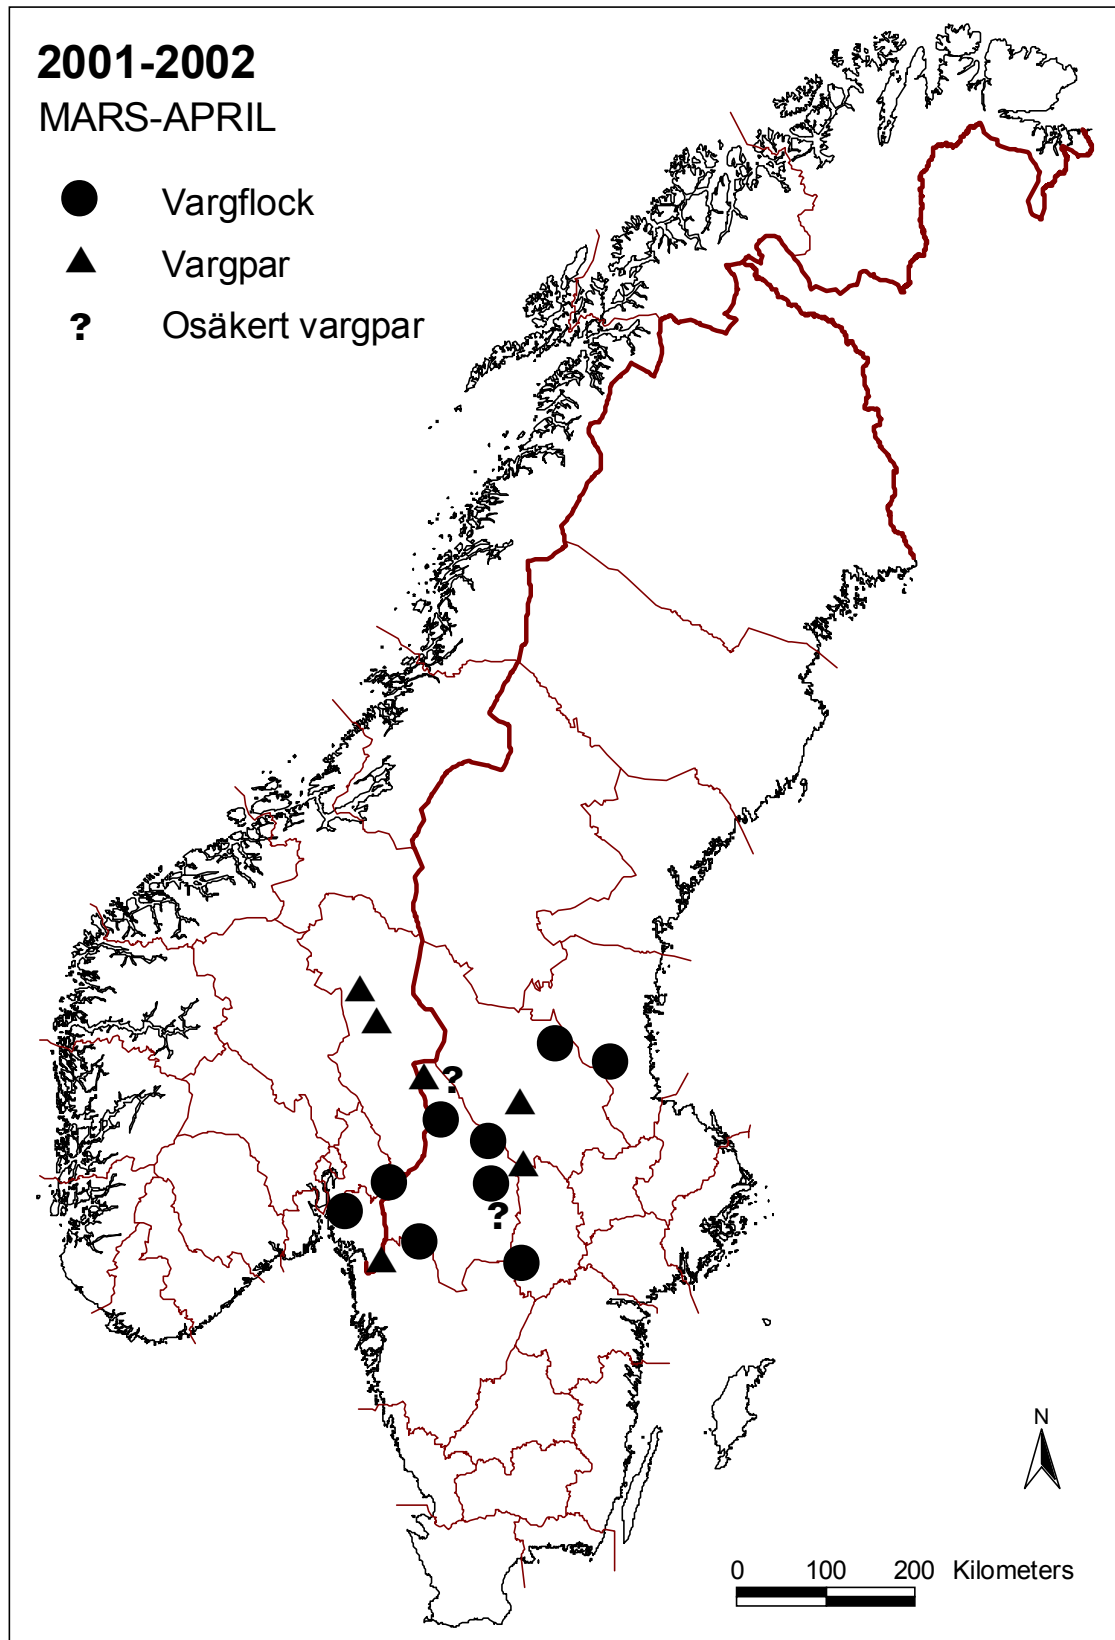 2001-2002
MARS-APRIL
Vargflock
Vargpar
? Osäkert vargpar
?
?
N
0 100 200 Kilometers